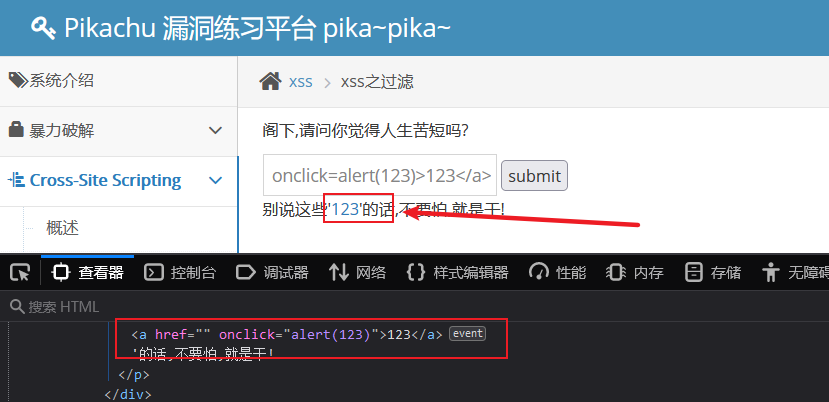 Pikachu 漏洞练习平台 pika~pika~
系统介绍
xss > xss之过滤
暴力破解
阁下,请问你觉得人生苦短吗?
Cross-Site Scripting
onclick=alert(123)>123</a>
submit
概述
别说这些'123'的话,不要怕,就是干!
查看器 控制台 调试器 网络 样式编辑器 性能 内存 存储 无障碍
搜索 HTML
<a href="" onclick="alert(123)">123</a> event
'的话,不要怕,就是干!
</p>
</div>